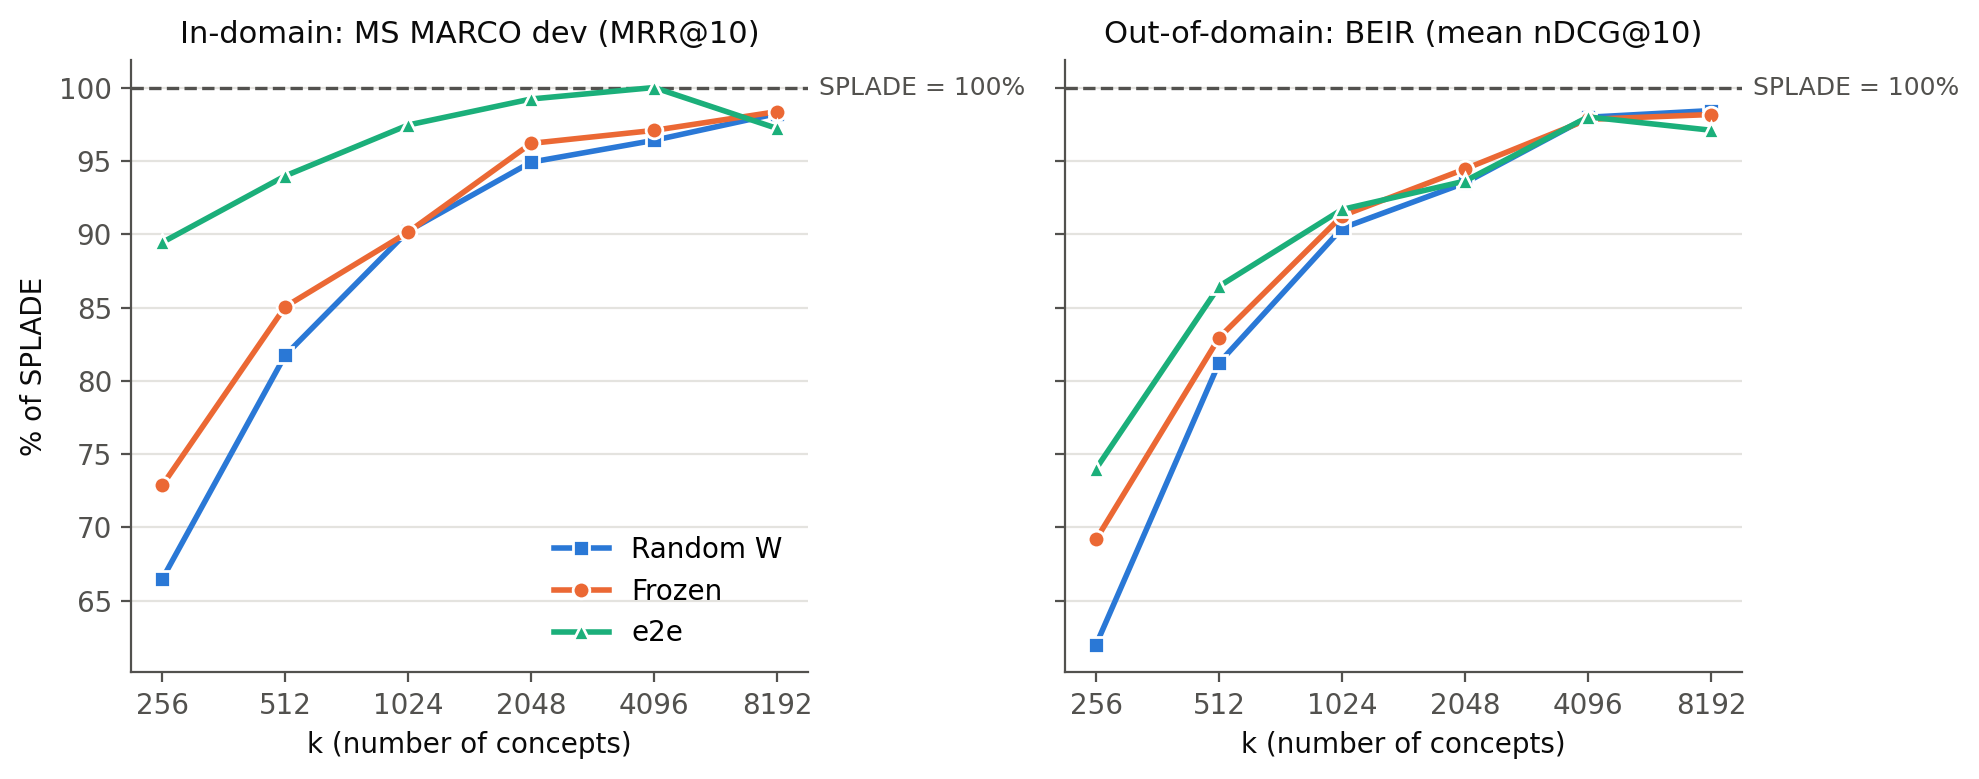 In-domain: MS MARCO dev (MRR@10)
100
95
90
85
80
75
70
65
% of SPLADE
SPLADE = 100%
Random W
Frozen
e2e
256 512 1024 2048 4096 8192
k (number of concepts)
Out-of-domain: BEIR (mean nDCG@10)
SPLADE = 100%
256 512 1024 2048 4096 8192
k (number of concepts)